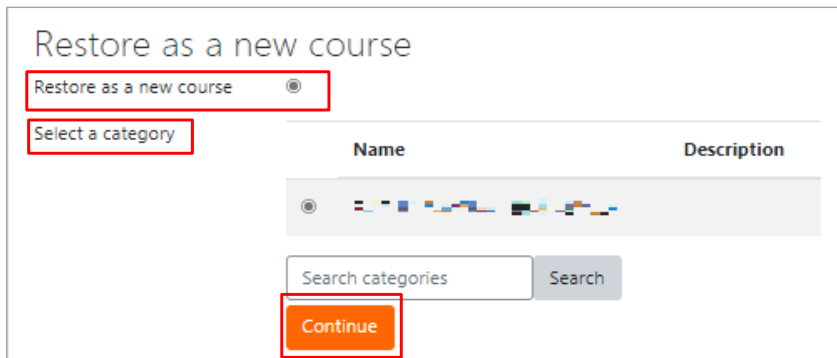 Restore as a new course
Restore as a new course
Select a category
Name Description
Search categories Search
Continue